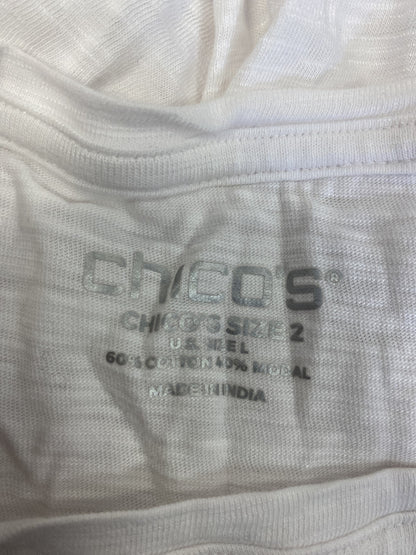 chico's®
CHICO'S SIZE 2
U.S. SIZE L
60% COTTON 40% MODAL
MADE IN INDIA